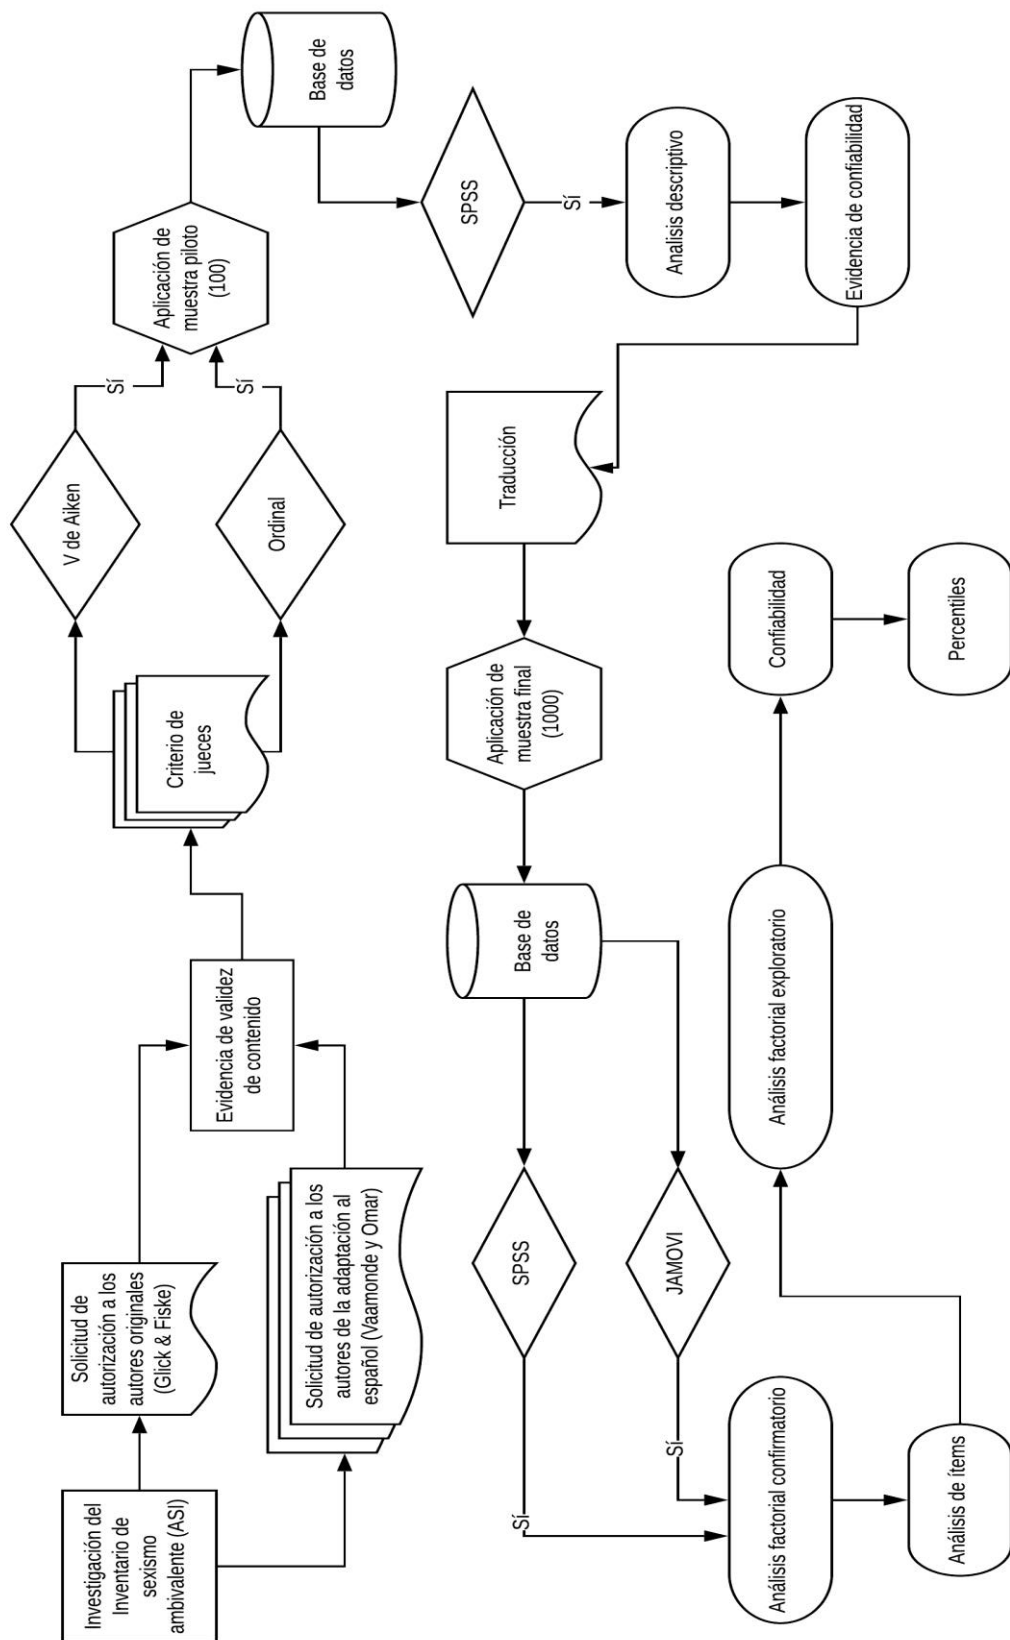 Investigación del
Inventario de
sexismo
ambivalente (ASI)
Solicitud de
autorización a los
autores originales
(Glick & Fiske)
Solicitud de autorización a los
autores de la adaptación al
español (Vaamonde y Omar)
Evidencia de validez
de contenido
Criterio de
jueces
V de Aiken
Ordinal
Sí
Sí
Aplicación de
muestra piloto
(100)
Base de
datos
SPSS
Sí
Analisis descriptivo
Evidencia de confiabilidad
Traducción
Aplicación de
muestra final
(1000)
Base de
datos
SPSS
JAMOVI
Sí
Sí
Análisis factorial confirmatorio
Análisis de ítems
Análisis factorial exploratorio
Confiabilidad
Percentiles